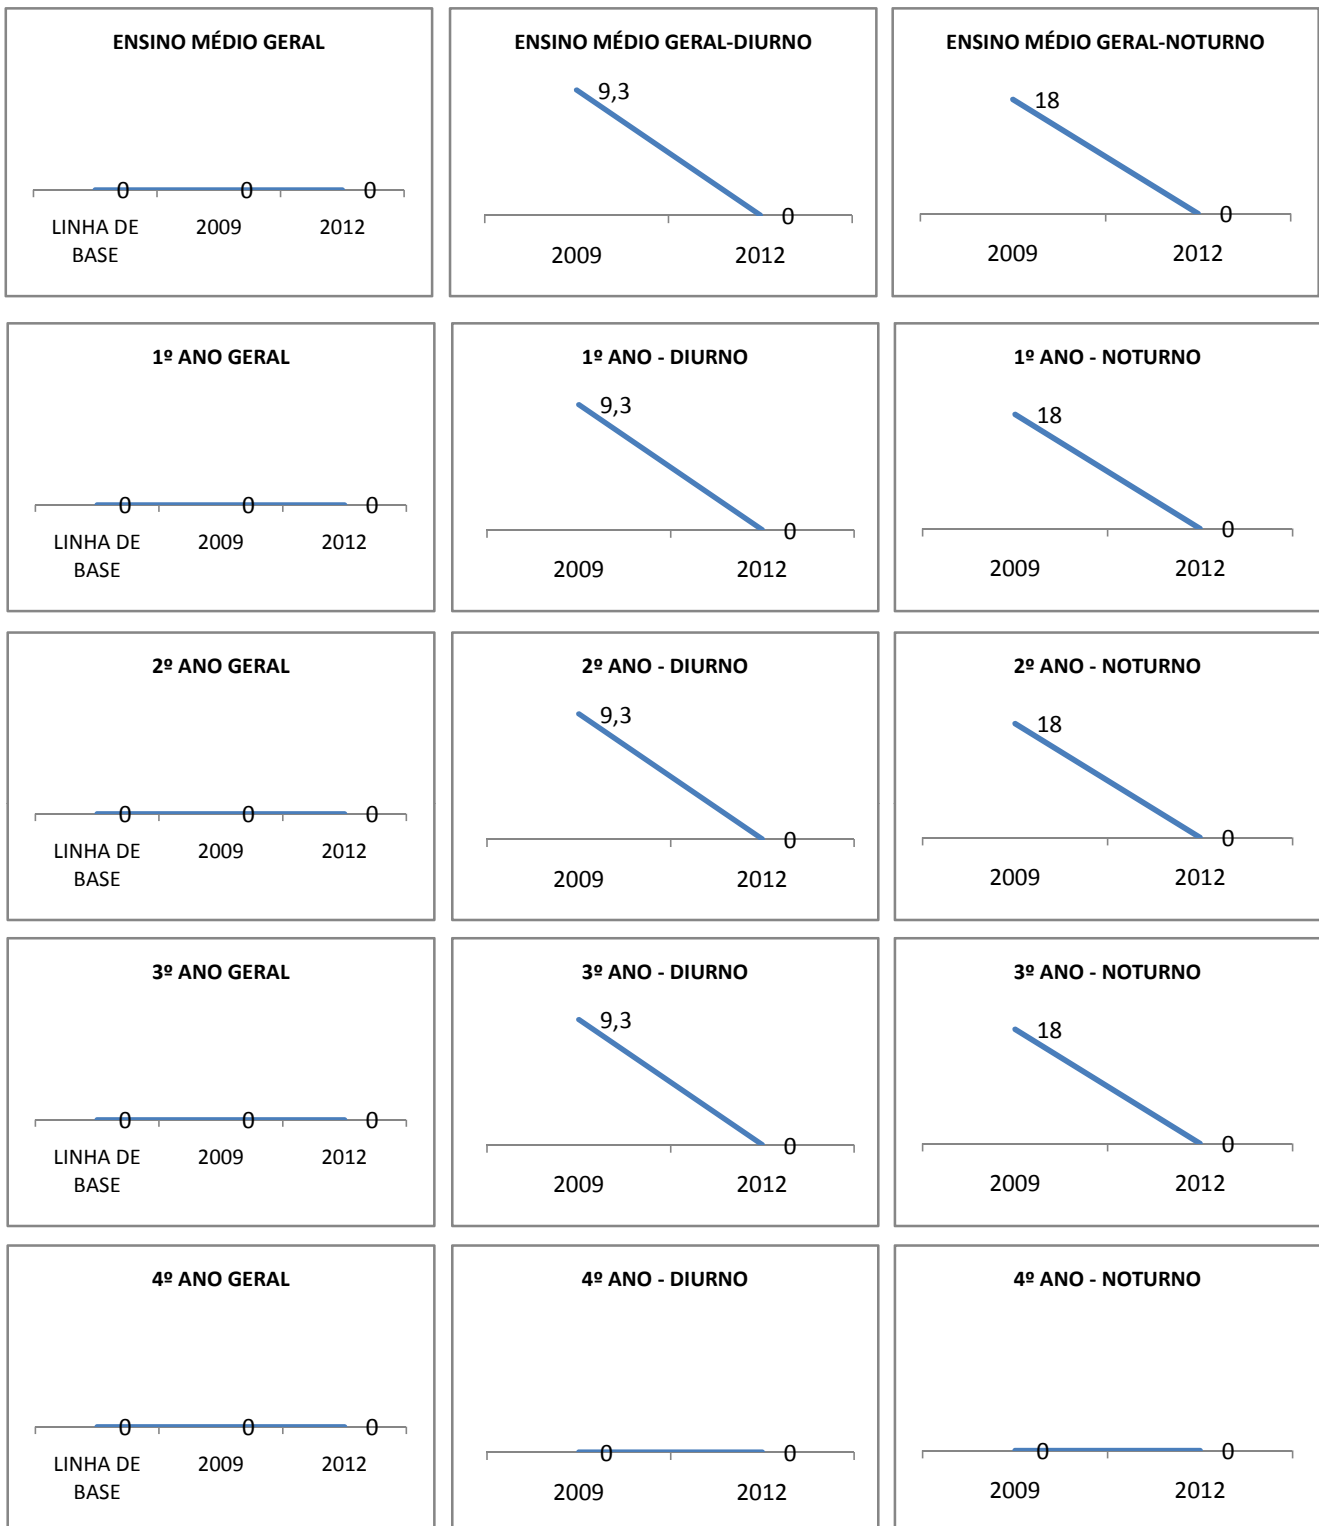 ENSINO MÉDIO GERAL
0 0 0
LINHA DE BASE 2009 2012
ENSINO MÉDIO GERAL-DIURNO
9,3
0
2009 2012
ENSINO MÉDIO GERAL-NOTURNO
18
0
2009 2012
1º ANO GERAL
0 0 0
LINHA DE BASE 2009 2012
1º ANO - DIURNO
9,3
0
2009 2012
1º ANO - NOTURNO
18
0
2009 2012
2º ANO GERAL
0 0 0
LINHA DE BASE 2009 2012
2º ANO - DIURNO
9,3
0
2009 2012
2º ANO - NOTURNO
18
0
2009 2012
3º ANO GERAL
0 0 0
LINHA DE BASE 2009 2012
3º ANO - DIURNO
9,3
0
2009 2012
3º ANO - NOTURNO
18
0
2009 2012
4º ANO GERAL
0 0 0
LINHA DE BASE 2009 2012
4º ANO - DIURNO
0 0
2009 2012
4º ANO - NOTURNO
0 0
2009 2012